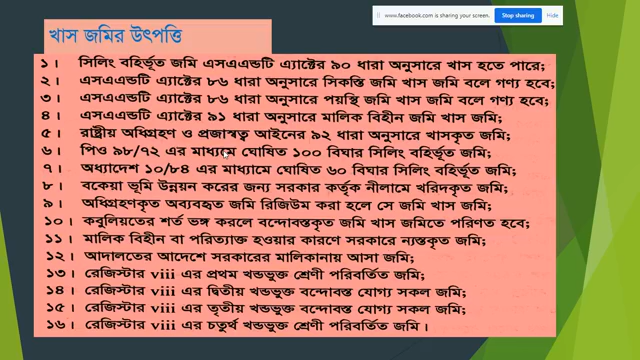 www.facebook.com is sharing your screen. Stop sharing Hide
খাস জমির উৎপত্তি
১। সিলিং বহির্ভূত জমি এসএএন্ডটি এ্যাক্টের ৯০ ধারা অনুসারে খাস হতে পারে;
২। এসএএন্ডটি এ্যাক্টের ৮৬ ধারা অনুসারে সিকস্তি জমি খাস জমি বলে গণ্য হবে;
৩। এসএএন্ডটি এ্যাক্টের ৮৬ ধারা অনুসারে পয়স্থি জমি খাস জমি বলে গণ্য হবে;
৪। এসএএন্ডটি এ্যাক্টের ৯১ ধারা অনুসারে মালিক বিহীন জমি খাস জমি;
৫। রাষ্ট্রীয় অধিগ্রহণ ও প্রজাস্বত্ব আইনের ৯২ ধারা অনুসারে খাসকৃত জমি;
৬। পিও ৯৮/৭২ এর মাধ্যমে ঘোষিত ১০০ বিঘার সিলিং বহির্ভূত জমি;
৭। অধ্যাদেশ ১০/৮৪ এর মাধ্যামে ঘোষিত ৬০ বিঘার সিলিং বহির্ভূত জমি;
৮। বকেয়া ভূমি উন্নয়ন করের জন্য সরকার কর্তৃক নীলামে খরিদকৃত জমি;
৯। অধিগ্রহণকৃত অব্যবহৃত জমি রিজিউম করা হলে সে জমি খাস জমি;
১০। কবুলিয়তের শর্ত ভঙ্গ করলে বন্দোবস্তকৃত জমি খাস জমিতে পরিণত হবে;
১১। মালিক বিহীন বা পরিত্যাক্ত হওয়ার কারণে সরকারে ন্যস্তকৃত জমি;
১২। আদালতের আদেশে সরকারের মালিকানায় আসা জমি;
১৩। রেজিস্টার viii এর প্রথম খন্ডভুক্ত শ্রেণী পরিবর্তিত জমি;
১৪। রেজিস্টার viii এর দ্বিতীয় খন্ডভুক্ত বন্দোবস্ত যোগ্য সকল জমি;
১৫। রেজিস্টার viii এর তৃতীয় খন্ডভুক্ত বন্দোবস্ত যোগ্য সকল জমি;
১৬। রেজিস্টার viii এর চতুর্থ খন্ডভুক্ত শ্রেণী পরিবর্তিত জমি।